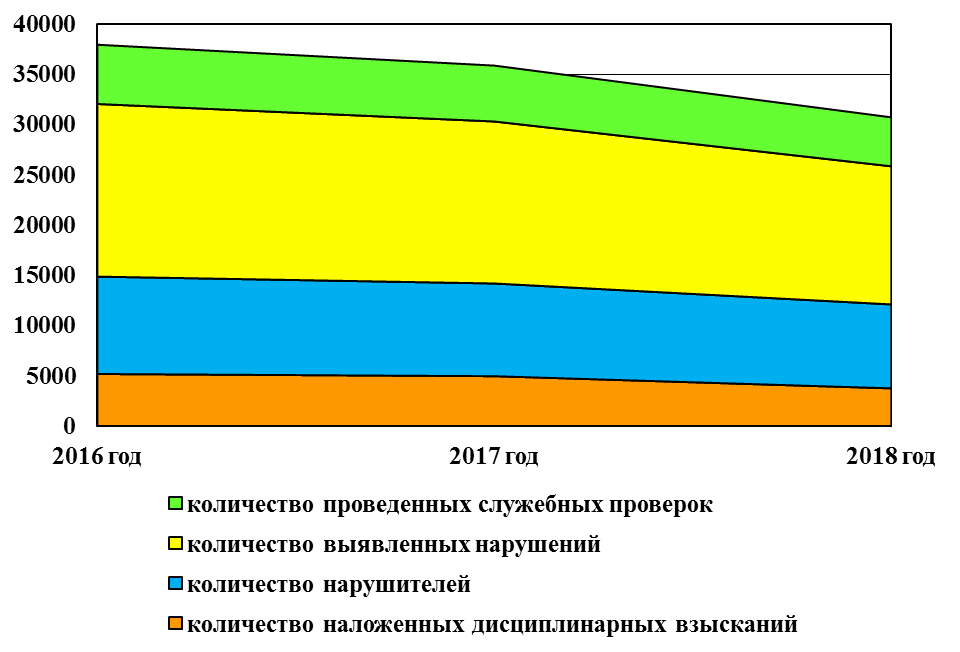 40000
35000
30000
25000
20000
15000
10000
5000
0
2016 год 2017 год 2018 год
количество проведенных служебных проверок
количество выявленных нарушений
количество нарушителей
количество наложенных дисциплинарных взысканий